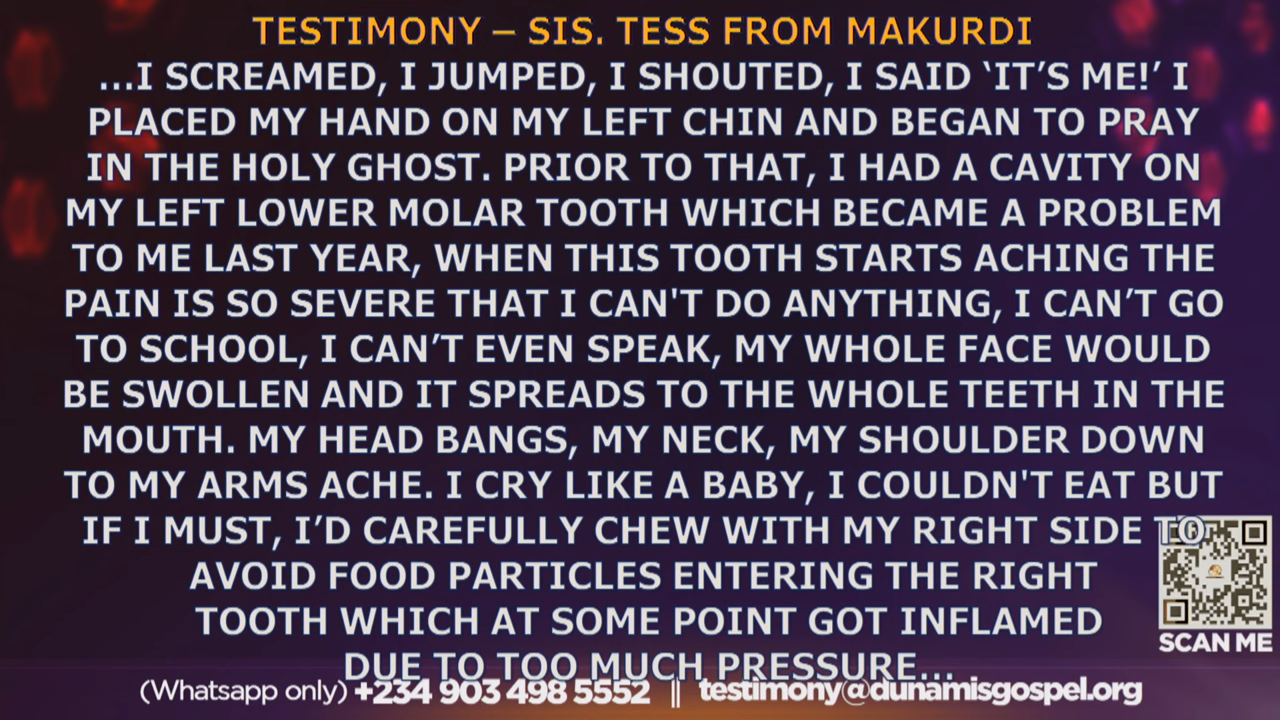 TESTIMONY – SIS. TESS FROM MAKURDI
...I SCREAMED, I JUMPED, I SHOUTED, I SAID ‘IT’S ME!’ I
PLACED MY HAND ON MY LEFT CHIN AND BEGAN TO PRAY
IN THE HOLY GHOST. PRIOR TO THAT, I HAD A CAVITY ON
MY LEFT LOWER MOLAR TOOTH WHICH BECAME A PROBLEM
TO ME LAST YEAR, WHEN THIS TOOTH STARTS ACHING THE
PAIN IS SO SEVERE THAT I CAN'T DO ANYTHING, I CAN’T GO
TO SCHOOL, I CAN’T EVEN SPEAK, MY WHOLE FACE WOULD
BE SWOLLEN AND IT SPREADS TO THE WHOLE TEETH IN THE
MOUTH. MY HEAD BANGS, MY NECK, MY SHOULDER DOWN
TO MY ARMS ACHE. I CRY LIKE A BABY, I COULDN'T EAT BUT
IF I MUST, I’D CAREFULLY CHEW WITH MY RIGHT SIDE TO
AVOID FOOD PARTICLES ENTERING THE RIGHT
TOOTH WHICH AT SOME POINT GOT INFLAMED
DUE TO TOO MUCH PRESSURE...
SCAN ME
(Whatsapp only) +234 903 498 5552 || testimony@dunamisgospel.org